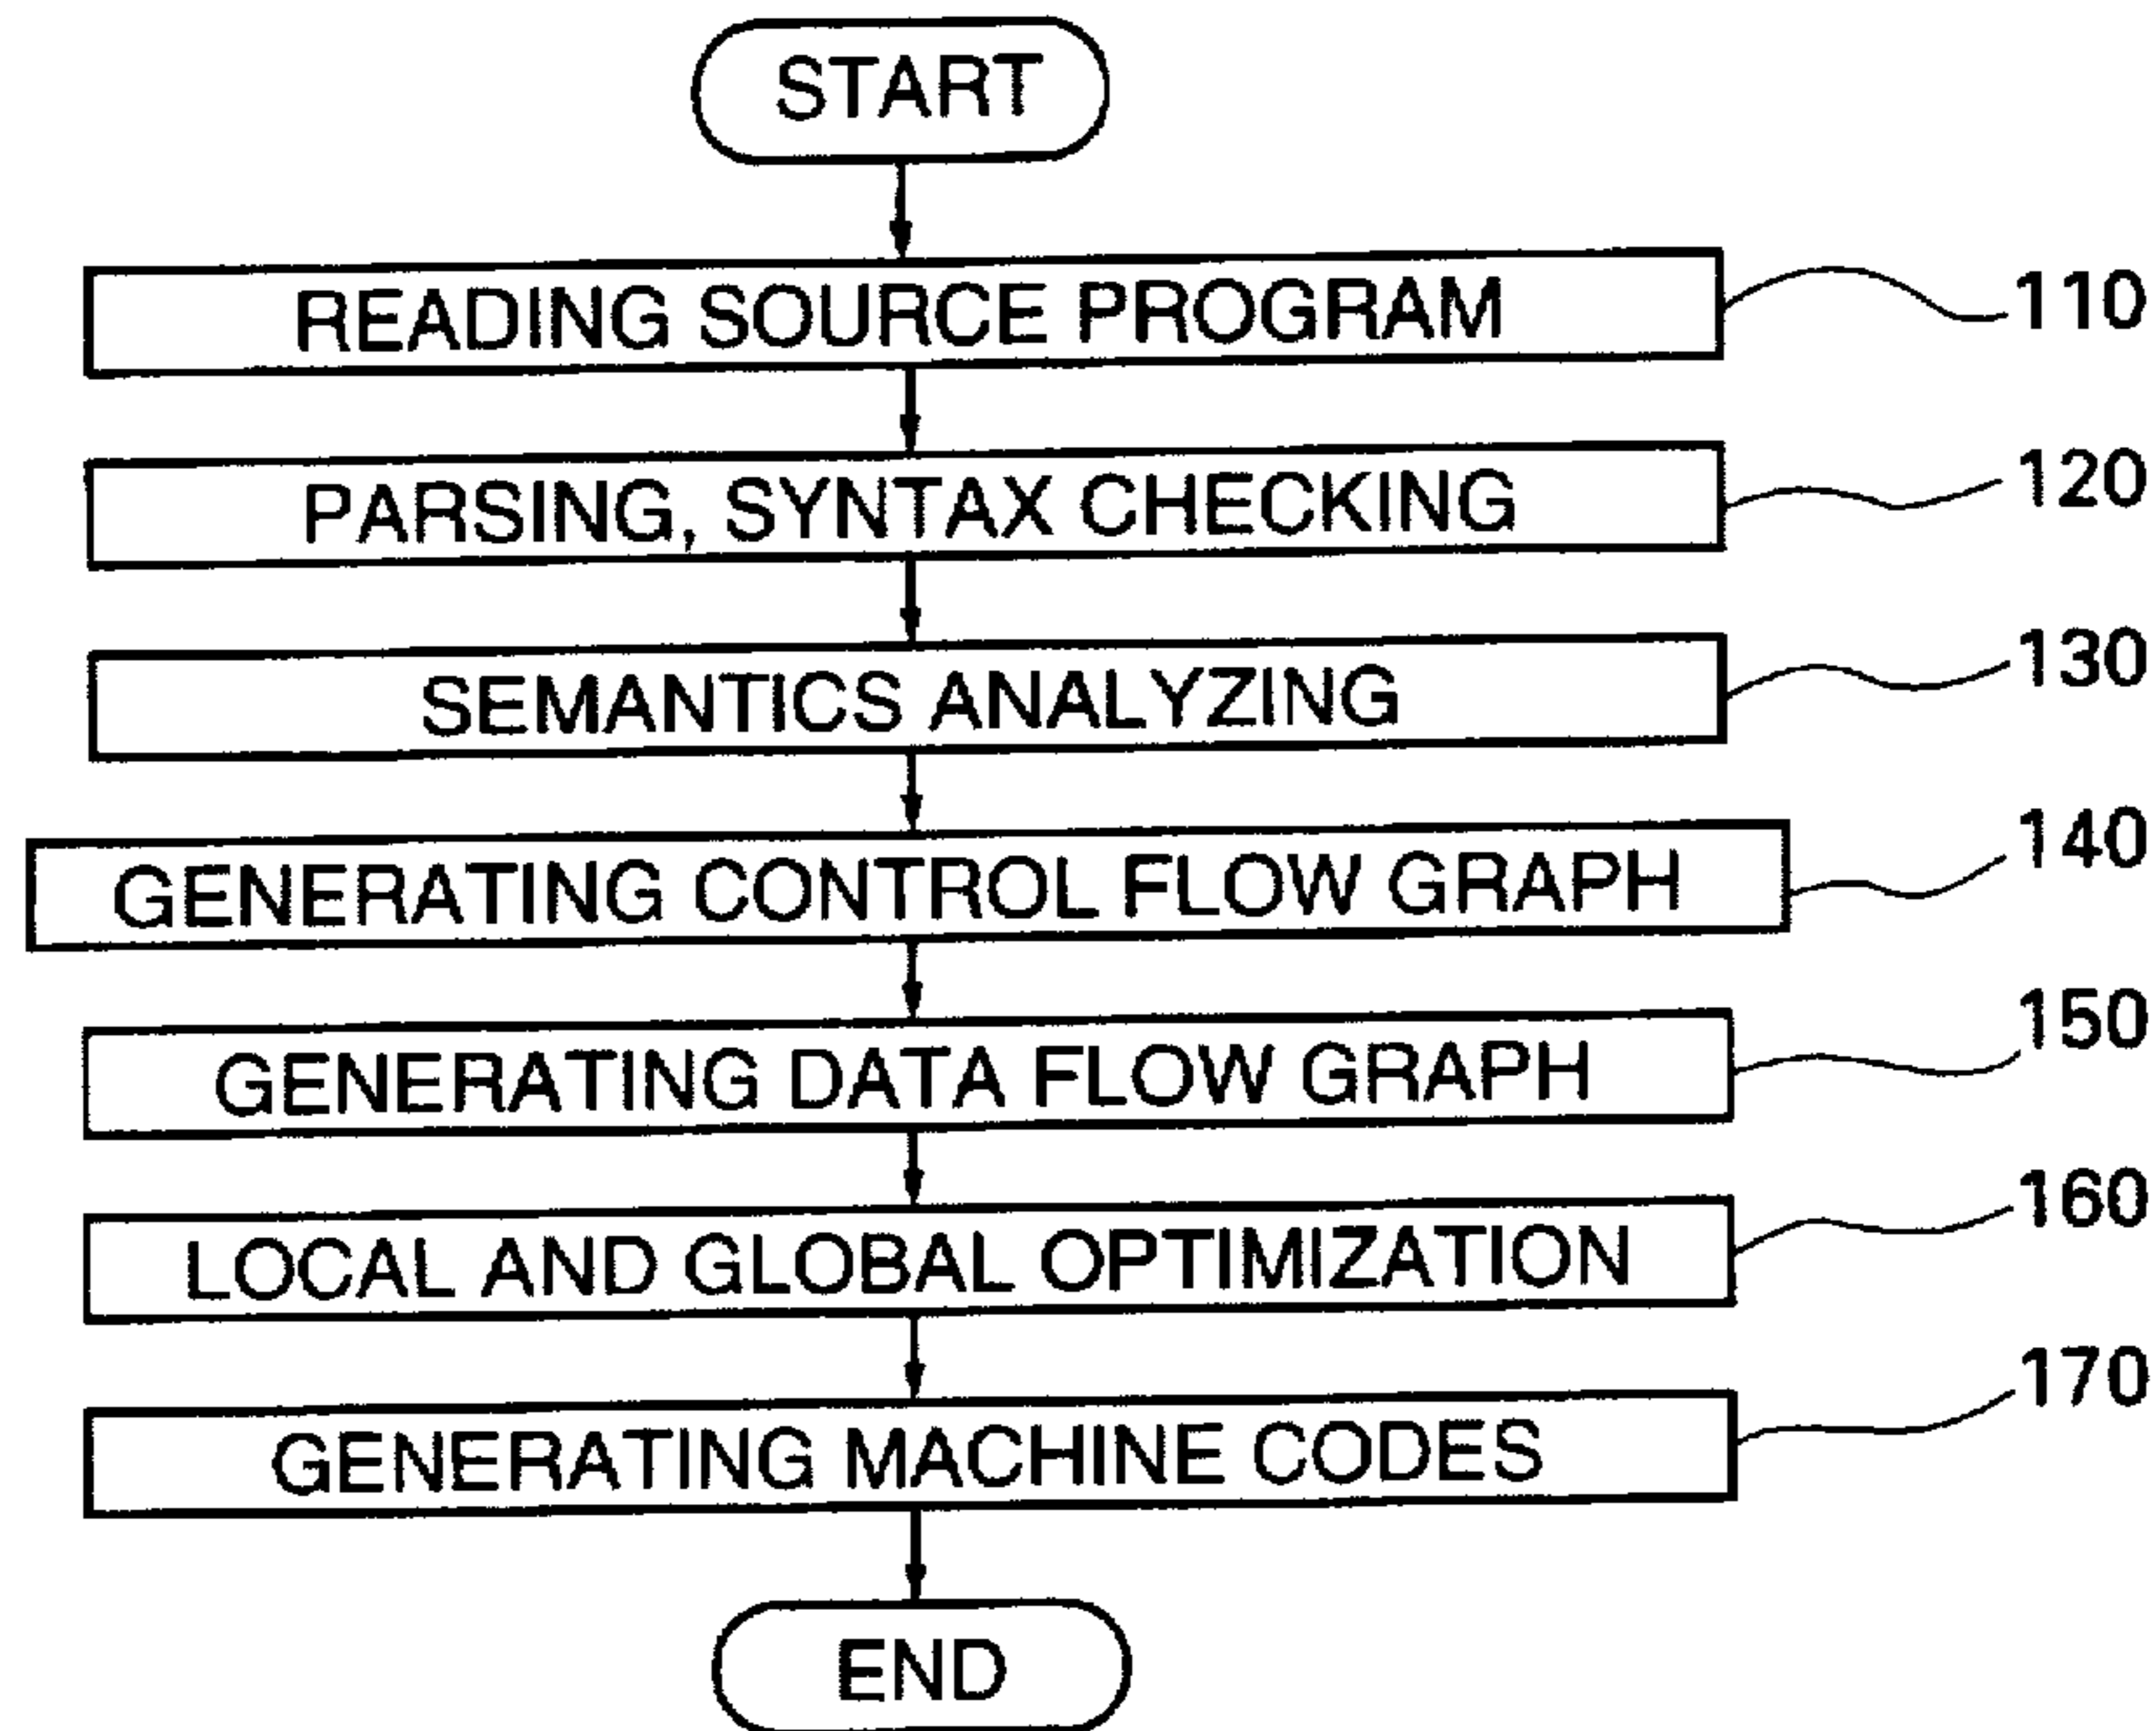 START
READING SOURCE PROGRAM
110
PARSING, SYNTAX CHECKING
120
SEMANTICS ANALYZING
130
GENERATING CONTROL FLOW GRAPH
140
GENERATING DATA FLOW GRAPH
150
LOCAL AND GLOBAL OPTIMIZATION
160
GENERATING MACHINE CODES
170
END